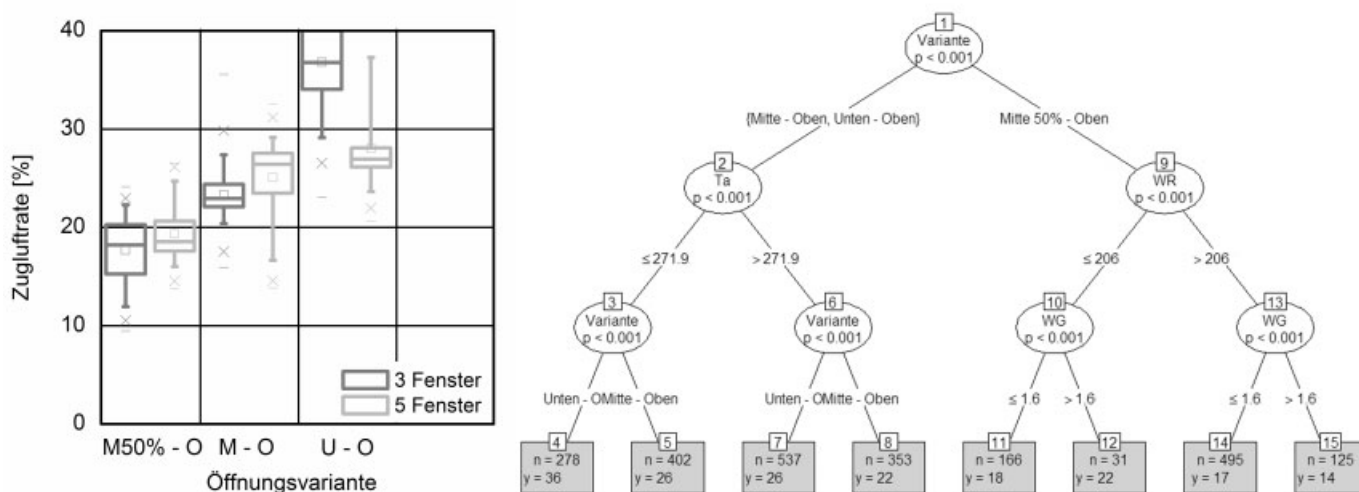 40
30
20
10
0
Zugluftrate [%]
3 Fenster
5 Fenster
M50% - O
M - O
U - O
Öffnungsvariante
1
Variante
p < 0.001
{Mitte - Oben, Unten - Oben}
Mitte 50% - Oben
2
Ta
p < 0.001
9
WR
p < 0.001
≤ 271.9
> 271.9
≤ 206
> 206
3
Variante
p < 0.001
6
Variante
p < 0.001
10
WG
p < 0.001
13
WG
p < 0.001
Unten - OMitte - Oben
Unten - OMitte - Oben
≤ 1.6
> 1.6
≤ 1.6
> 1.6
4
n = 278
y = 36
5
n = 402
y = 26
7
n = 537
y = 26
8
n = 353
y = 22
11
n = 166
y = 18
12
n = 31
y = 22
14
n = 495
y = 17
15
n = 125
y = 14